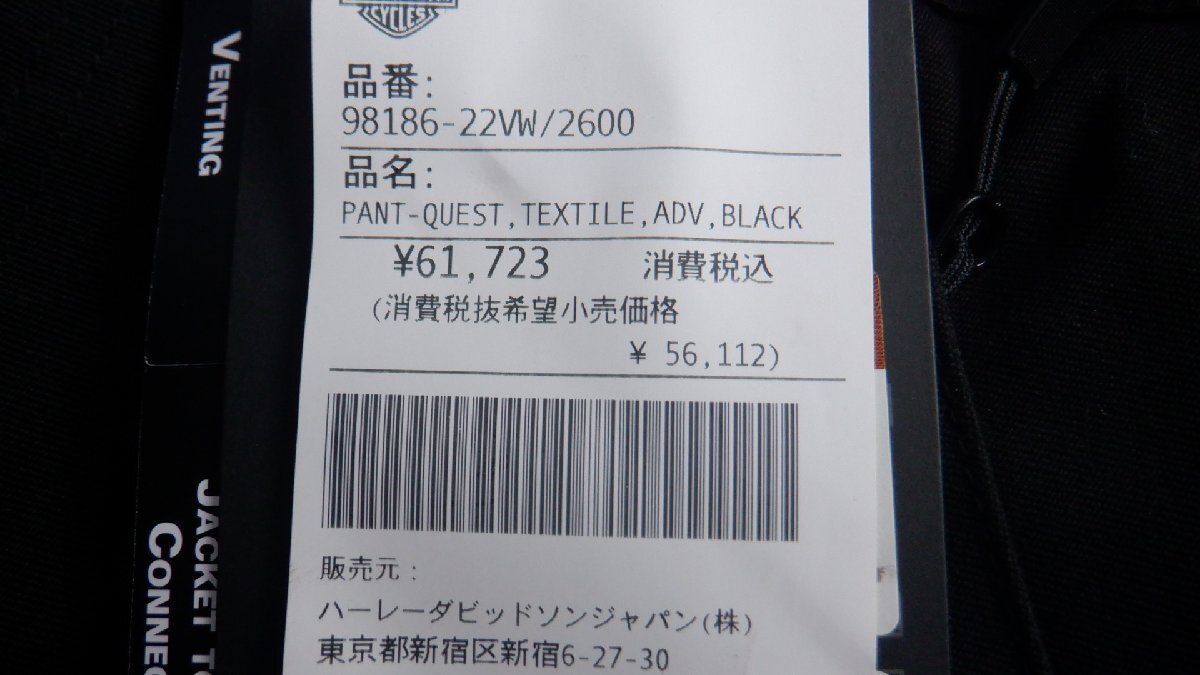 CYCLES
品番:
98186-22VW/2600
品名:
PANT-QUEST,TEXTILE,ADV,BLACK
¥61,723 消費税込
(消費税抜希望小売価格
¥ 56,112)
販売元:
ハーレーダビッドソンジャパン(株)
東京都新宿区新宿6-27-30
VENTING
JACKET T
CONNEC